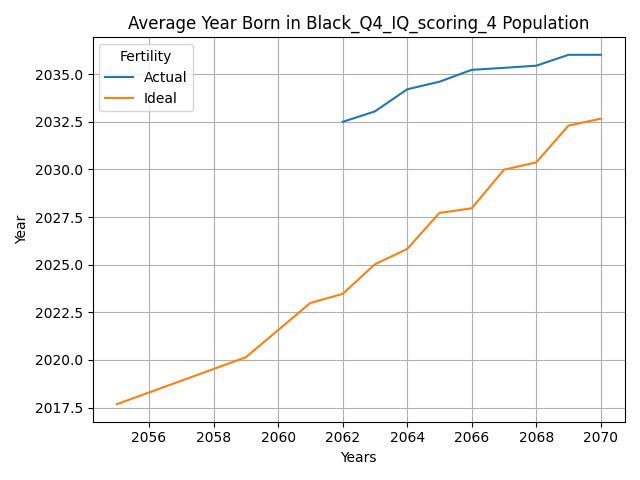 Average Year Born in Black_Q4_IQ_scoring_4 Population
Fertility
Actual
Ideal
Year
2035.0
2032.5
2030.0
2027.5
2025.0
2022.5
2020.0
2017.5
2056 2058 2060 2062 2064 2066 2068 2070
Years